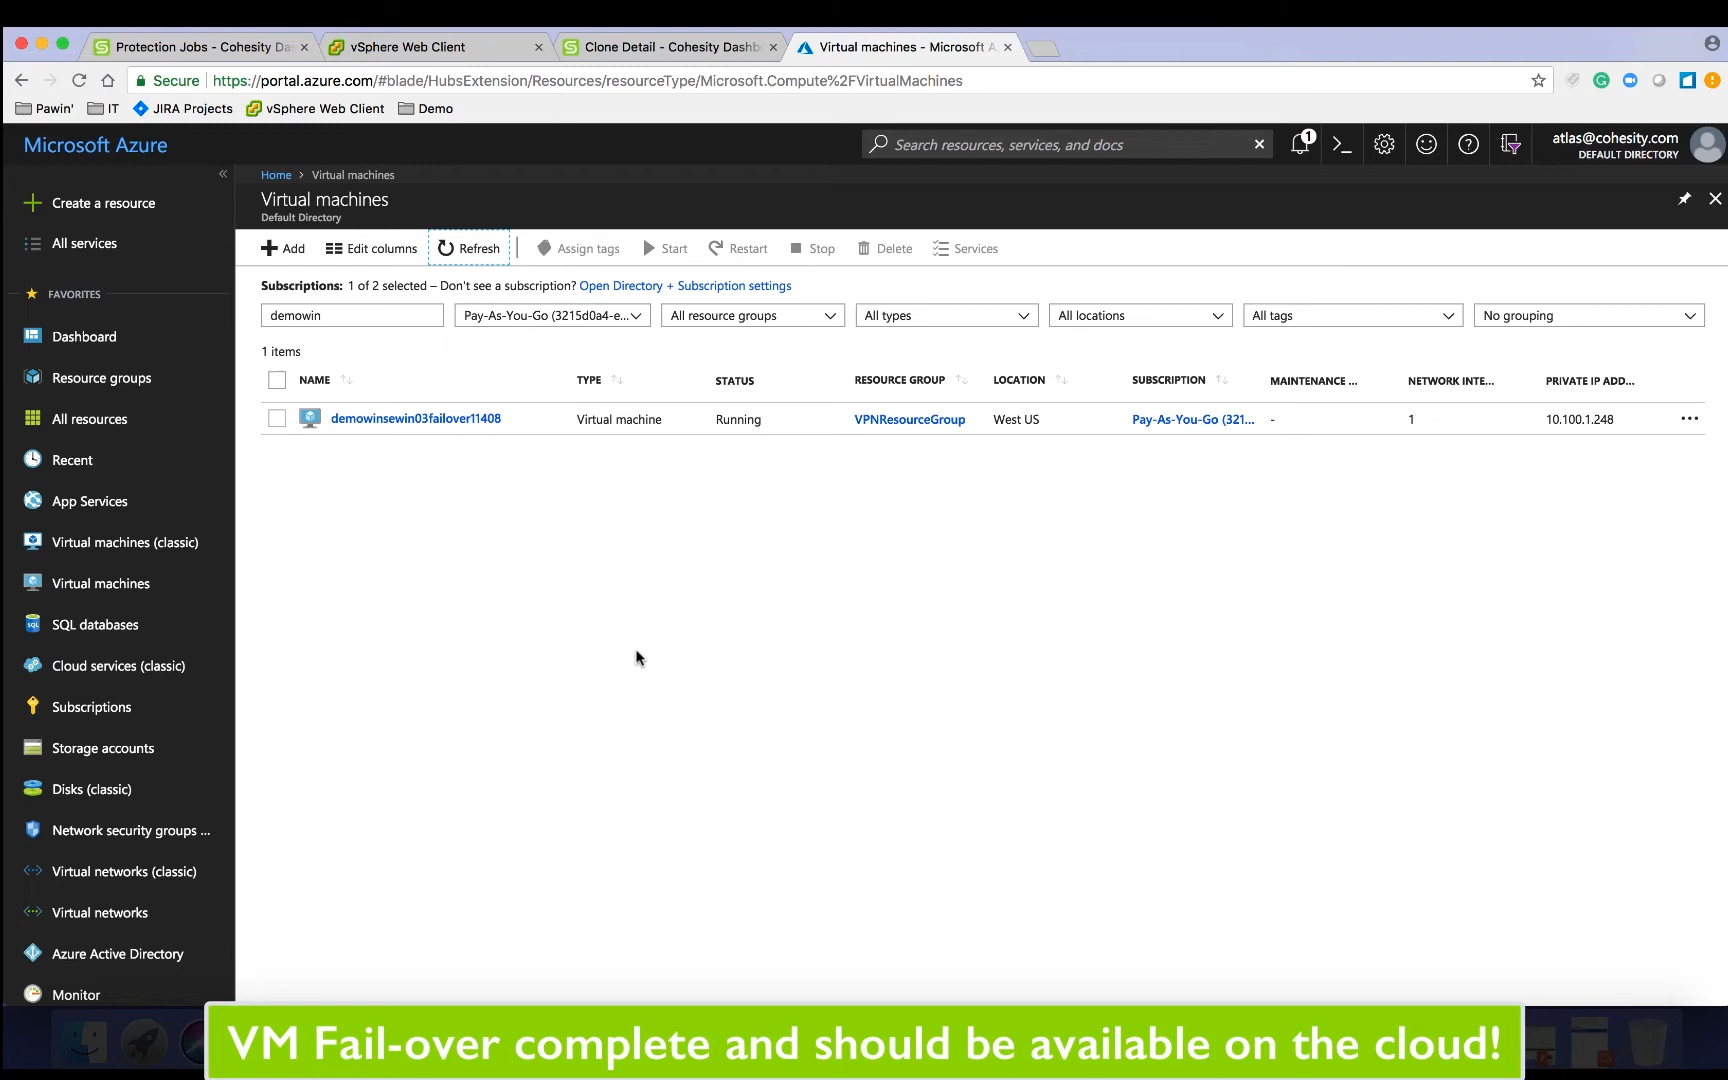 Protection Jobs - Cohesity Da
vSphere Web Client
Clone Detail - Cohesity Dashb
Virtual machines - Microsoft A
Secure
https://portal.azure.com/#blade/HubsExtension/Resources/resourceType/Microsoft.Compute%2FVirtualMachines
Pawin'
IT
JIRA Projects
vSphere Web Client
Demo
Microsoft Azure
Search resources, services, and docs
1
atlas@cohesity.com
DEFAULT DIRECTORY
Create a resource
All services
FAVORITES
Dashboard
Resource groups
All resources
Recent
App Services
Virtual machines (classic)
Virtual machines
SQL databases
Cloud services (classic)
Subscriptions
Storage accounts
Disks (classic)
Network security groups ...
Virtual networks (classic)
Virtual networks
Azure Active Directory
Monitor
Home > Virtual machines
Virtual machines
Default Directory
Add
Edit columns
Refresh
Assign tags
Start
Restart
Stop
Delete
Services
Subscriptions: 1 of 2 selected – Don't see a subscription? Open Directory + Subscription settings
demowin
Pay-As-You-Go (3215d0a4-e...
All resource groups
All types
All locations
All tags
No grouping
1 items
NAME TYPE STATUS RESOURCE GROUP LOCATION SUBSCRIPTION MAINTENANCE ... NETWORK INTE... PRIVATE IP ADD...
demowinsewin03failover11408 Virtual machine Running VPNResourceGroup West US Pay-As-You-Go (321... - 1 10.100.1.248 ...
VM Fail-over complete and should be available on the cloud!